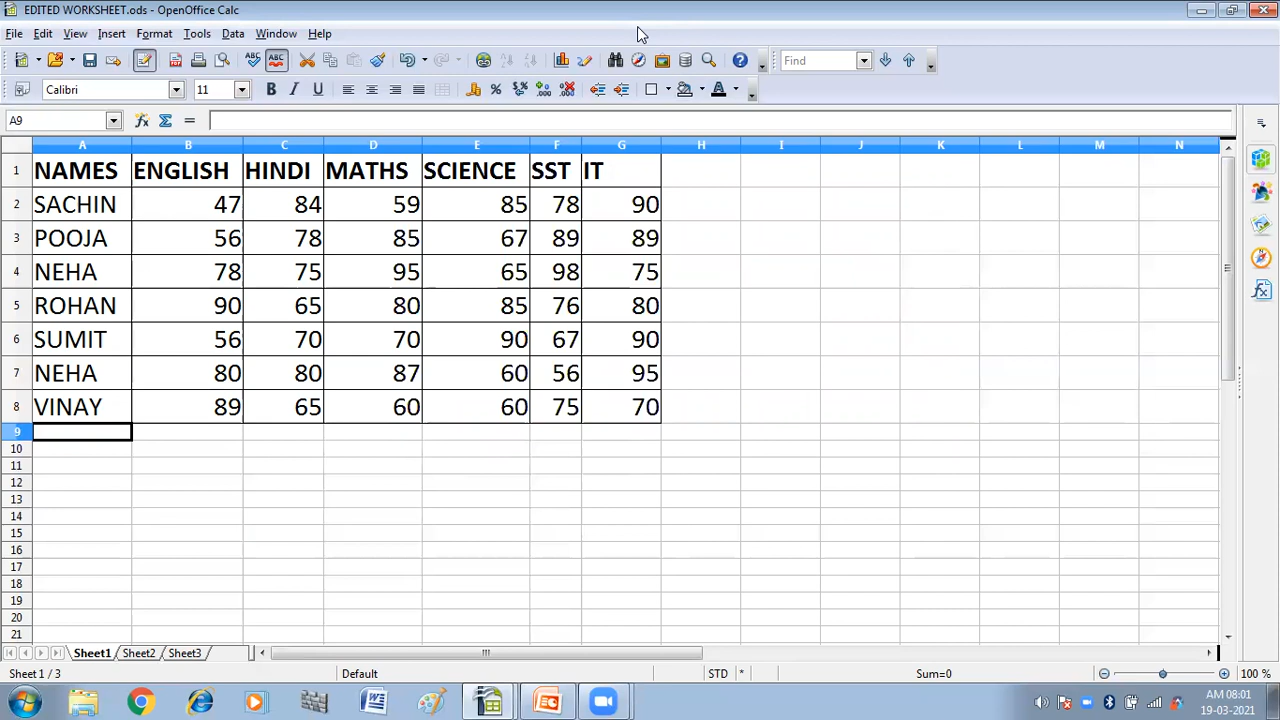 EDITED WORKSHEET.ods - OpenOffice Calc
File Edit View Insert Format Tools Data Window Help
Find
Calibri 11
A9
A B C D E F G H I J K L M N
1 NAMES ENGLISH HINDI MATHS SCIENCE SST IT
2 SACHIN 47 84 59 85 78 90
3 POOJA 56 78 85 67 89 89
4 NEHA 78 75 95 65 98 75
5 ROHAN 90 65 80 85 76 80
6 SUMIT 56 70 70 90 67 90
7 NEHA 80 80 87 60 56 95
8 VINAY 89 65 60 60 75 70
9
10
11
12
13
14
15
16
17
18
19
20
21
Sheet1 Sheet2 Sheet3
Sheet 1 / 3 Default STD * Sum=0 100 %
AM 08:01
19-03-2021